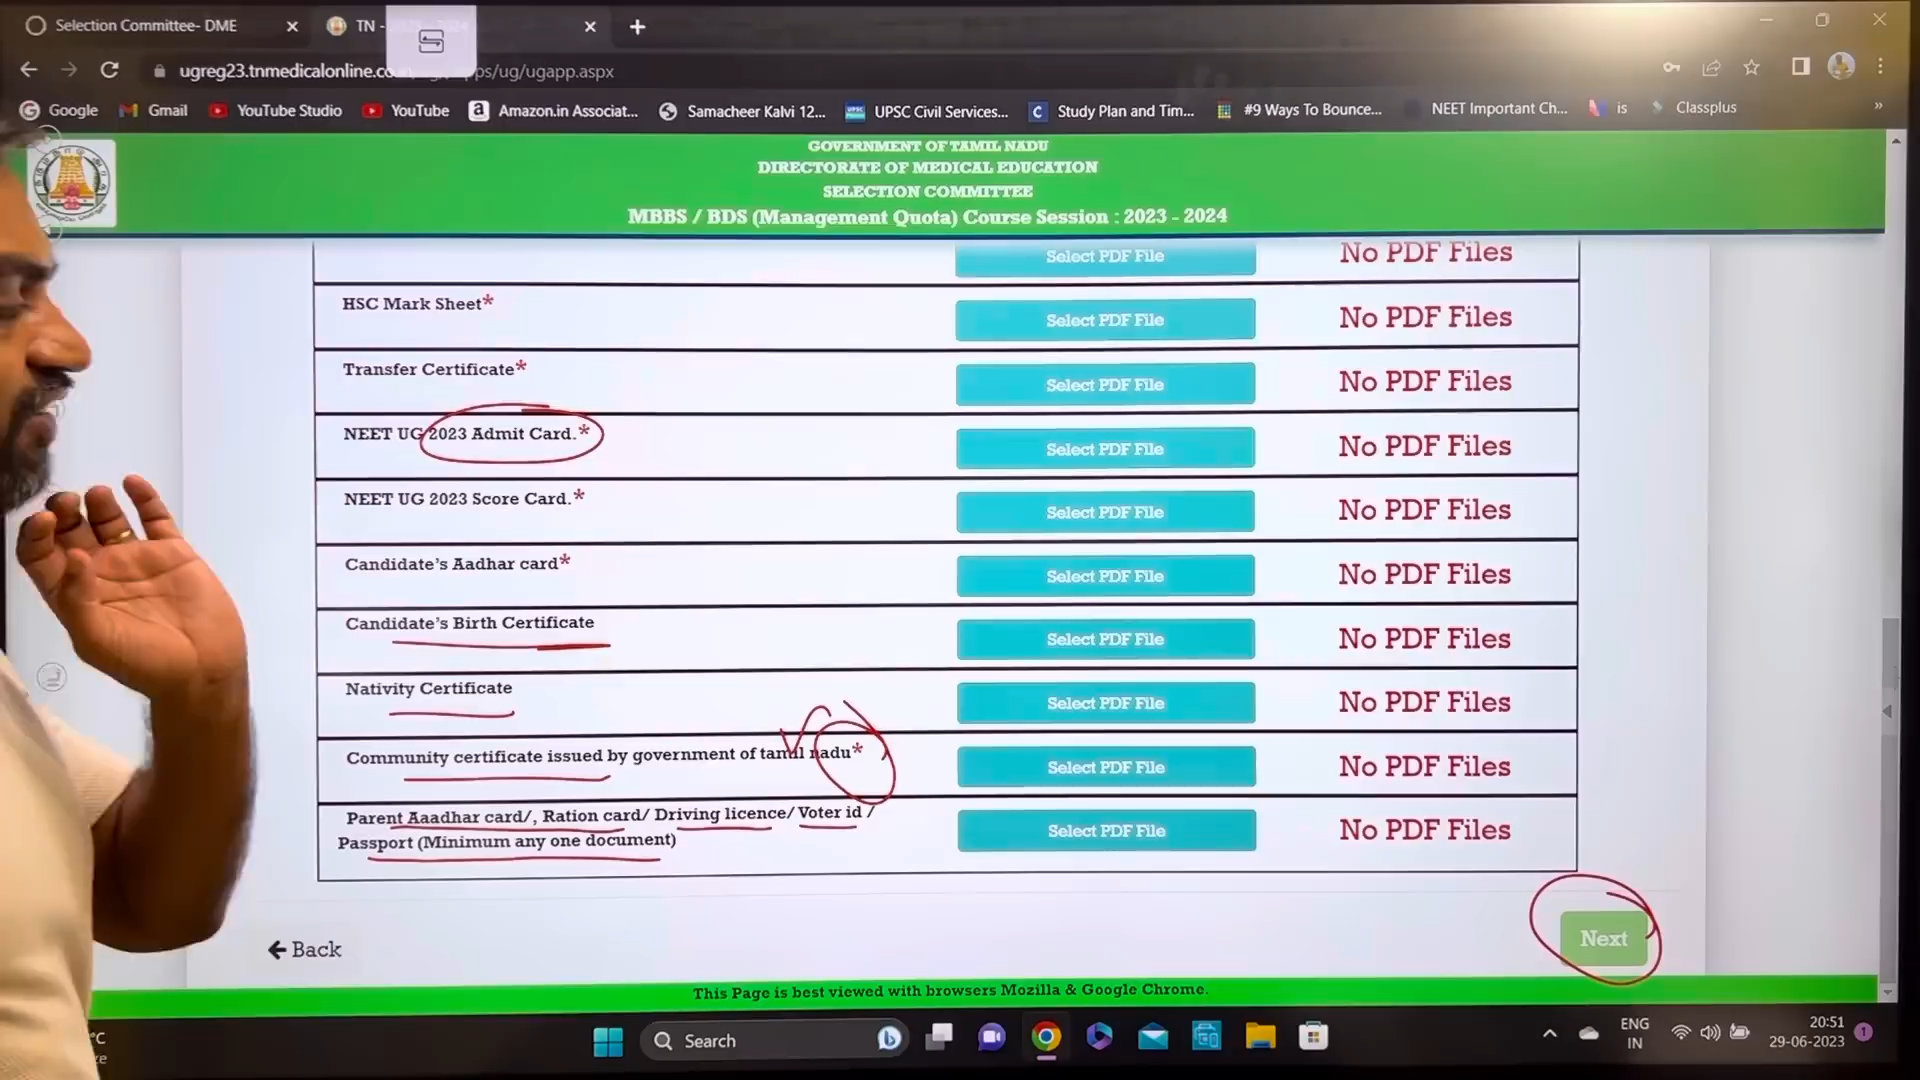 Selection Committee- DME
TN -
ugreg23.tnmedicalonline.co
pps/ug/ugapp.aspx
Google
Gmail
YouTube Studio
YouTube
Amazon.in Associat...
Samacheer Kalvi 12...
UPSC Civil Services...
Study Plan and Tim...
#9 Ways To Bounce...
NEET Important Ch...
is
Classplus
GOVERNMENT OF TAMIL NADU
DIRECTORATE OF MEDICAL EDUCATION
SELECTION COMMITTEE
MBBS / BDS (Management Quota) Course Session : 2023 - 2024
Select PDF File No PDF Files
HSC Mark Sheet* Select PDF File No PDF Files
Transfer Certificate* Select PDF File No PDF Files
NEET UG 2023 Admit Card.* Select PDF File No PDF Files
NEET UG 2023 Score Card.* Select PDF File No PDF Files
Candidate's Aadhar card* Select PDF File No PDF Files
Candidate's Birth Certificate Select PDF File No PDF Files
Nativity Certificate Select PDF File No PDF Files
Community certificate issued by government of tamil nadu* Select PDF File No PDF Files
Parent Aaadhar card/, Ration card/ Driving licence/ Voter id /
Passport (Minimum any one document) Select PDF File No PDF Files
Back
Next
This Page is best viewed with browsers Mozilla & Google Chrome.
Search
ENG
IN
20:51
29-06-2023
1